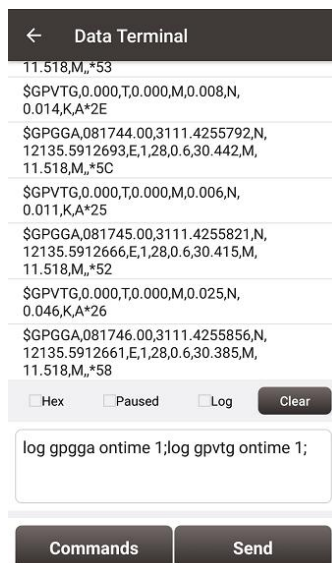 Data Terminal
11.518,M,,*53
$GPVTG,0.000,T,0.000,M,0.008,N,
0.014,K,A*2E
$GPGGA,081744.00,3111.4255792,N,
12135.5912693,E,1,28,0.6,30.442,M,
11.518,M,,*5C
$GPVTG,0.000,T,0.000,M,0.006,N,
0.011,K,A*25
$GPGGA,081745.00,3111.4255821,N,
12135.5912666,E,1,28,0.6,30.415,M,
11.518,M,,*52
$GPVTG,0.000,T,0.000,M,0.025,N,
0.046,K,A*26
$GPGGA,081746.00,3111.4255856,N,
12135.5912661,E,1,28,0.6,30.385,M,
11.518,M,,*58
Hex Paused Log Clear
log gpgga ontime 1;log gpvtg ontime 1;
Commands Send